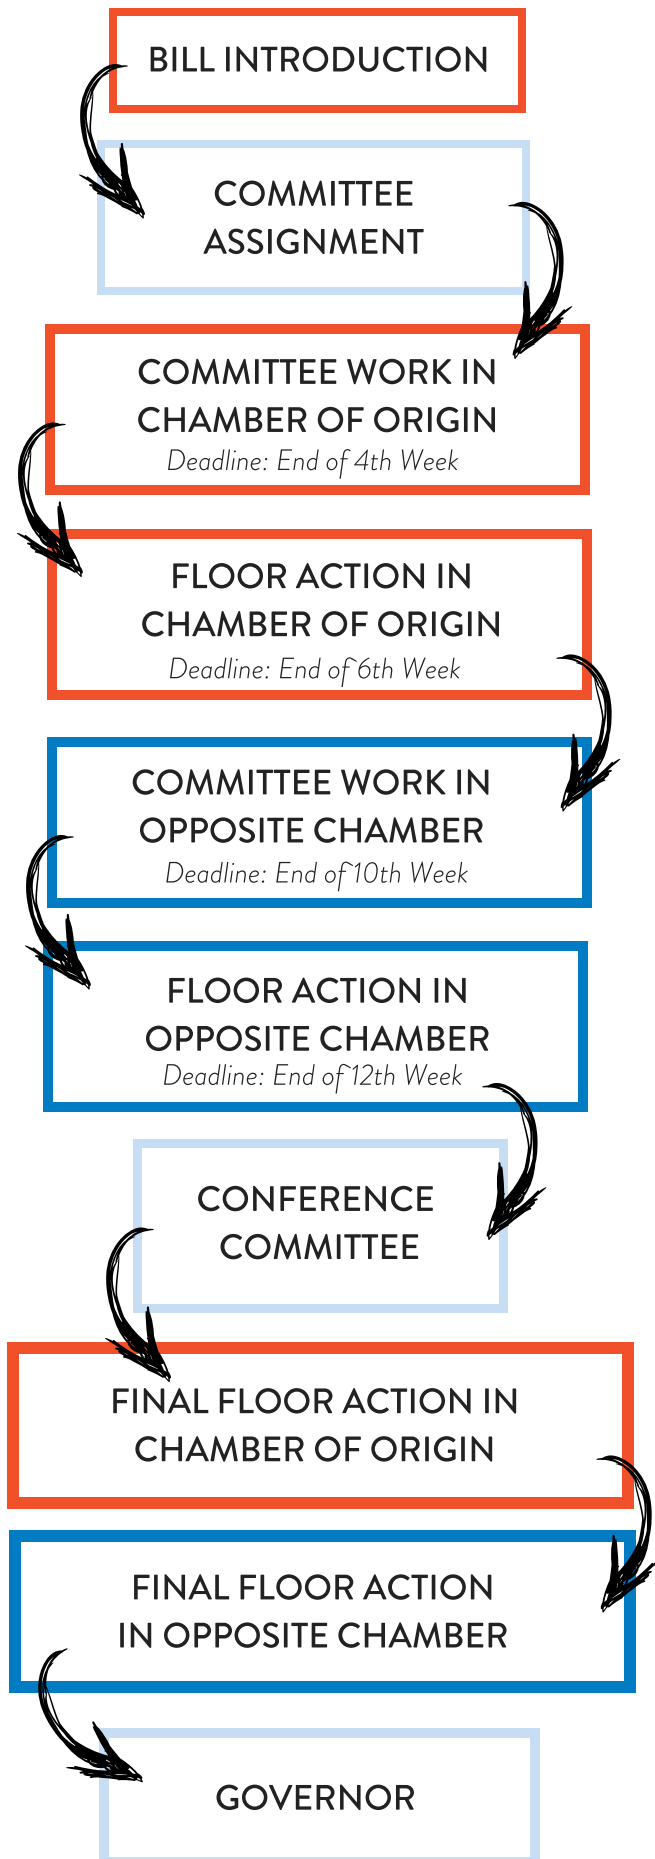 BILL INTRODUCTION
COMMITTEE
ASSIGNMENT
COMMITTEE WORK IN
CHAMBER OF ORIGIN
Deadline: End of 4th Week
FLOOR ACTION IN
CHAMBER OF ORIGIN
Deadline: End of 6th Week
COMMITTEE WORK IN
OPPOSITE CHAMBER
Deadline: End of 10th Week
FLOOR ACTION IN
OPPOSITE CHAMBER
Deadline: End of 12th Week
CONFERENCE
COMMITTEE
FINAL FLOOR ACTION IN
CHAMBER OF ORIGIN
FINAL FLOOR ACTION
IN OPPOSITE CHAMBER
GOVERNOR